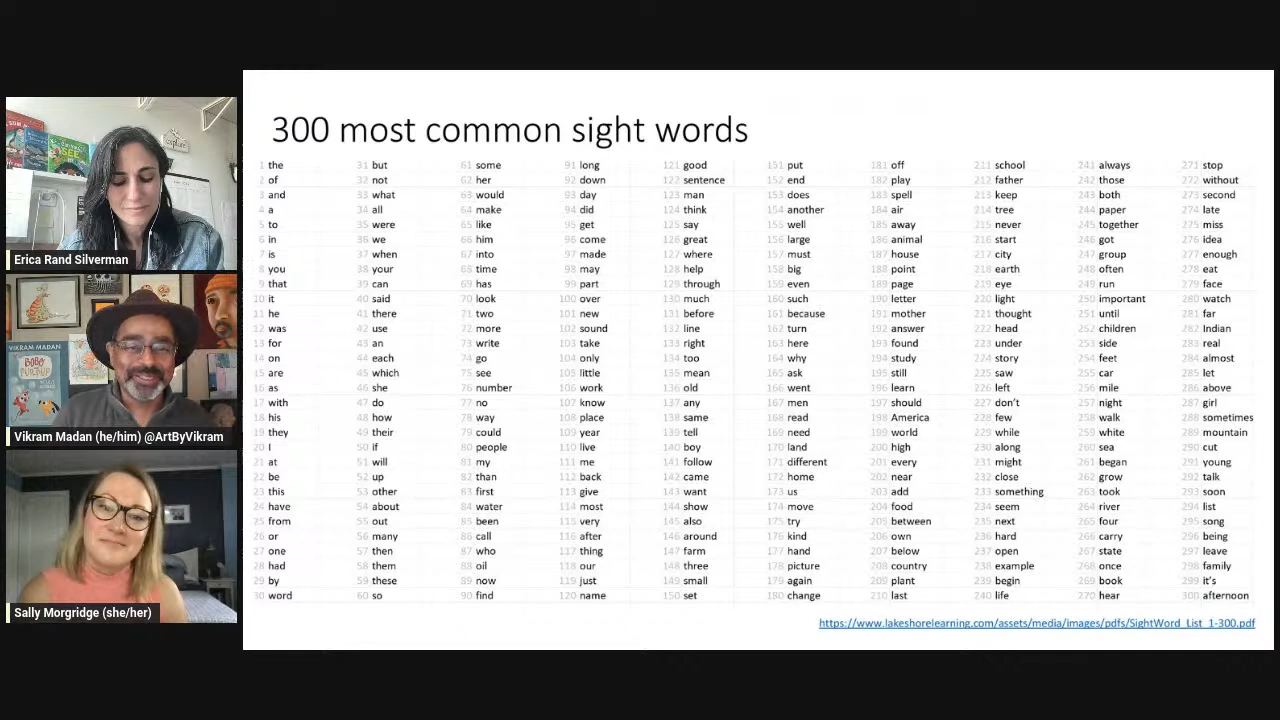 Erica Rand Silverman
VIKRAM MADAN
Vikram Madan (he/him) @ArtByVikram
Sally Morgridge (she/her)
300 most common sight words
1 the 31 but 61 some 91 long 121 good 151 put 181 off 211 school 241 always 271 stop
2 of 32 not 62 her 92 down 122 sentence 152 end 182 play 212 father 242 those 272 without
3 and 33 what 63 would 93 day 123 man 153 does 183 spell 213 keep 243 both 273 second
4 a 34 all 64 make 94 did 124 think 154 another 184 air 214 tree 244 paper 274 late
5 to 35 were 65 like 95 get 125 say 155 well 185 away 215 never 245 together 275 miss
6 in 36 we 66 him 96 come 126 great 156 large 186 animal 216 start 246 got 276 idea
7 is 37 when 67 into 97 made 127 where 157 must 187 house 217 city 247 group 277 enough
8 you 38 your 68 time 98 may 128 help 158 big 188 point 218 earth 248 often 278 eat
9 that 39 can 69 has 99 part 129 through 159 even 189 page 219 eye 249 run 279 face
10 it 40 said 70 look 100 over 130 much 160 such 190 letter 220 light 250 important 280 watch
11 he 41 there 71 two 101 new 131 before 161 because 191 mother 221 thought 251 until 281 far
12 was 42 use 72 more 102 sound 132 line 162 turn 192 answer 222 head 252 children 282 Indian
13 for 43 an 73 write 103 take 133 right 163 here 193 found 223 under 253 side 283 real
14 on 44 each 74 go 104 only 134 too 164 why 194 study 224 story 254 feet 284 almost
15 are 45 which 75 see 105 little 135 mean 165 ask 195 still 225 saw 255 car 285 let
16 as 46 she 76 number 106 work 136 old 166 went 196 learn 226 left 256 mile 286 above
17 with 47 do 77 no 107 know 137 any 167 men 197 should 227 don't 257 night 287 girl
18 his 48 how 78 way 108 place 138 same 168 read 198 America 228 few 258 walk 288 sometimes
19 they 49 their 79 could 109 year 139 tell 169 need 199 world 229 while 259 white 289 mountain
20 I 50 if 80 people 110 live 140 boy 170 land 200 high 230 along 260 sea 290 cut
21 at 51 will 81 my 111 me 141 follow 171 different 201 every 231 might 261 began 291 young
22 be 52 up 82 than 112 back 142 came 172 home 202 near 232 close 262 grow 292 talk
23 this 53 other 83 first 113 give 143 want 173 us 203 add 233 something 263 took 293 soon
24 have 54 about 84 water 114 most 144 show 174 move 204 food 234 seem 264 river 294 list
25 from 55 out 85 been 115 very 145 also 175 try 205 between 235 next 265 four 295 song
26 or 56 many 86 call 116 after 146 around 176 kind 206 own 236 hard 266 carry 296 being
27 one 57 then 87 who 117 thing 147 farm 177 hand 207 below 237 open 267 state 297 leave
28 had 58 them 88 oil 118 our 148 three 178 picture 208 country 238 example 268 once 298 family
29 by 59 these 89 now 119 just 149 small 179 again 209 plant 239 begin 269 book 299 it's
30 word 60 so 90 find 120 name 150 set 180 change 210 last 240 life 270 hear 300 afternoon
https://www.lakeshorelearning.com/assets/media/images/pdfs/SightWord_List_1-300.pdf